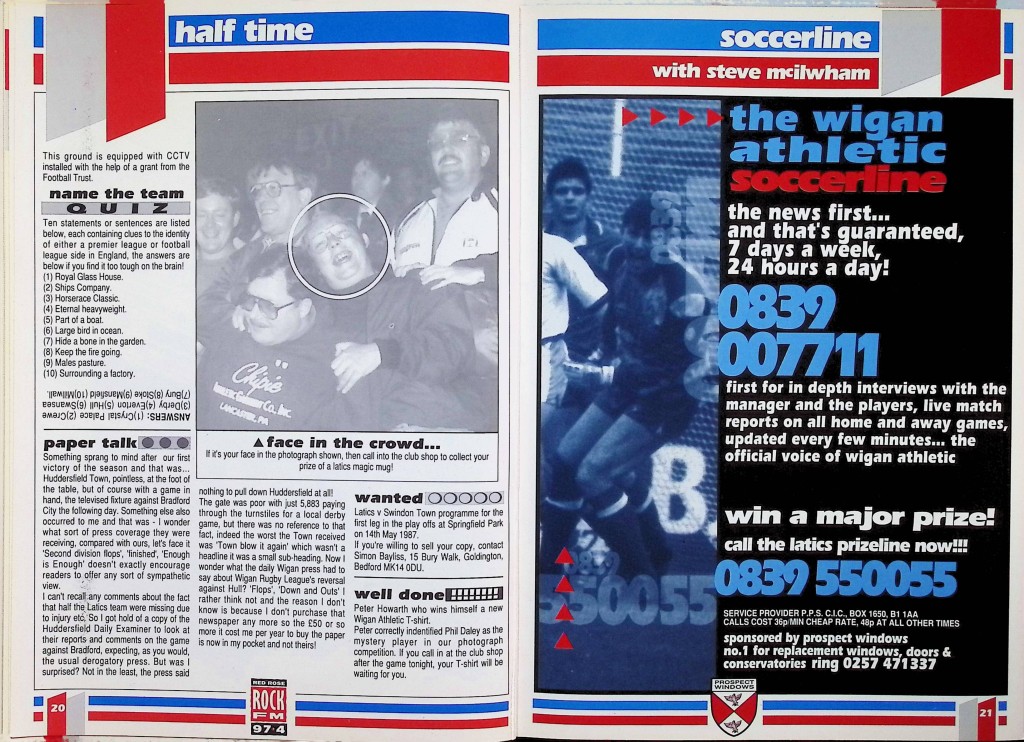 half time
This ground is equipped with CCTV
installed with the help of a grant from the
Football Trust.
name the team
QUIZ
Ten statements or sentences are listed
below, each containing clues to the identity
of either a premier league or football
league side in England, the answers are
below if you find it too tough on the brain!
(1) Royal Glass House.
(2) Ships Company.
(3) Horserace Classic.
(4) Eternal heavyweight.
(5) Part of a boat.
(6) Large bird in ocean.
(7) Hide a bone in the garden.
(8) Keep the fire going.
(9) Males pasture.
(10) Surrounding a factory.
ANSWERS: (1)Crystal Palace (2)Crewe
(3)Derby (4)Everton (5)Hull (6)Swansea
(7)Bury (8)Stoke (9)Mansfield (10)Millwall.
paper talk
Something sprang to mind after our first
victory of the season and that was...
Huddersfield Town, pointless, at the foot of
the table, but of course with a game in
hand, the televised fixture against Bradford
City the following day. Something else also
occurred to me and that was - I wonder
what sort of press coverage they were
receiving, compared with ours, let's face it
'Second division flops', 'finished', 'Enough
is Enough' doesn't exactly encourage
readers to offer any sort of sympathetic
view.
I can't recall any comments about the fact
that half the Latics team were missing due
to injury etc. So I got hold of a copy of the
Huddersfield Daily Examiner to look at
their reports and comments on the game
against Bradford, expecting, as you would,
the usual derogatory press. But was I
surprised? Not in the least, the press said
Chipie
Co. Inc.
LANCASTER, PA
face in the crowd...
If it's your face in the photograph shown, then call into the club shop to collect your
prize of a latics magic mug!
nothing to pull down Huddersfield at all!
The gate was poor with just 5,883 paying
through the turnstiles for a local derby
game, but there was no reference to that
fact, indeed the worst the Town received
was 'Town blow it again' which wasn't a
headline it was a small sub-heading. Now I
wonder what the daily Wigan press had to
say about Wigan Rugby League's reversal
against Hull? 'Flops', 'Down and Outs' I
rather think not and the reason I don't
know is because I don't purchase that
newspaper any more so the £50 or so
more it cost me per year to buy the paper
is now in my pocket and not theirs!
wanted
Latics v Swindon Town programme for the
first leg in the play offs at Springfield Park
on 14th May 1987.
If you're willing to sell your copy, contact
Simon Bayliss, 15 Bury Walk, Goldington,
Bedford MK14 0DU.
well done
Peter Howarth who wins himself a new
Wigan Athletic T-shirt.
Peter correctly indentified Phil Daley as the
mystery player in our photograph
competition. If you call in at the club shop
after the game tonight, your T-shirt will be
waiting for you.
20
RED ROSE
ROCK
FM
97·4
soccerline
with steve mcilwham
the wigan
athletic
soccerline
the news first...
and that's guaranteed,
7 days a week,
24 hours a day!
0839
007711
first for in depth interviews with the
manager and the players, live match
reports on all home and away games,
updated every few minutes... the
official voice of wigan athletic
win a major prize!
call the latics prizeline now!!!
0839 550055
SERVICE PROVIDER P.P.S. C.I.C., BOX 1650, B1 1AA
CALLS COST 36p/MIN CHEAP RATE, 48p AT ALL OTHER TIMES
sponsored by prospect windows
no.1 for replacement windows, doors &
conservatories ring 0257 471337
B
0839
550055
PROSPECT
WINDOWS
21